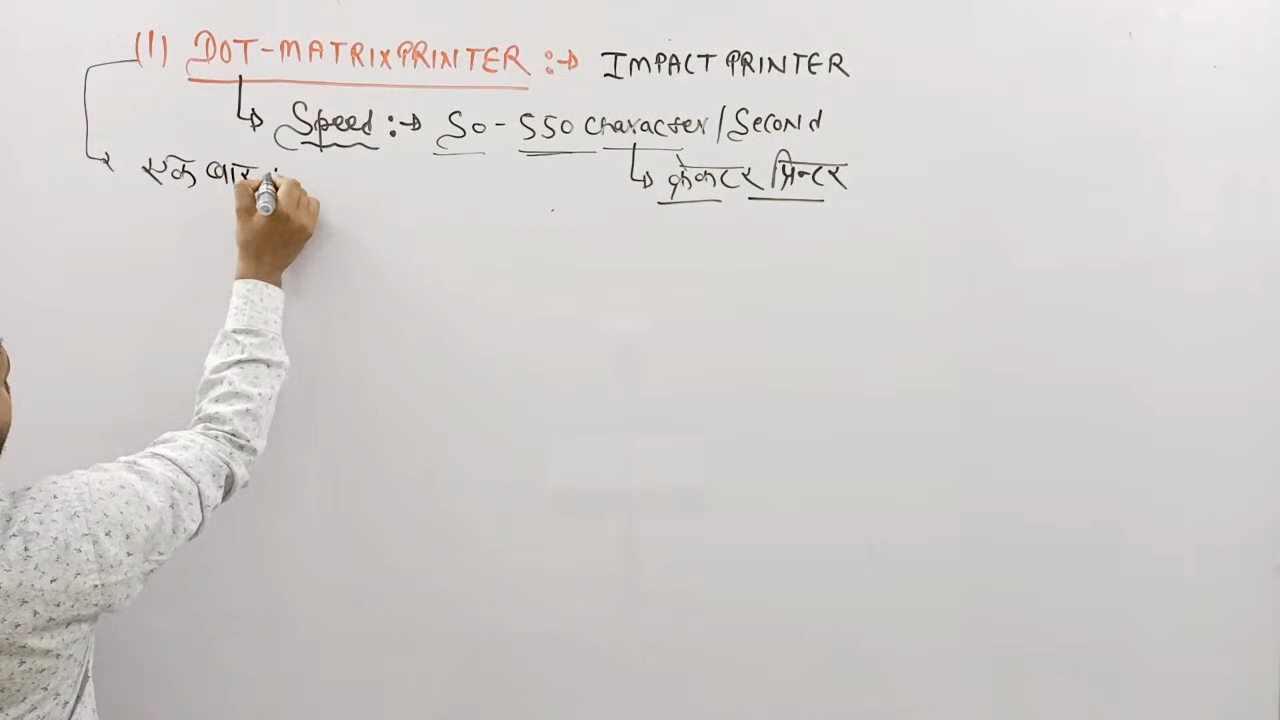 (1) DOT-MATRIX PRINTER :→ IMPACT PRINTER
↳ Speed :→ 50 - 550 character/Second
↳ कैरेक्टर प्रिन्टर
→ एक बार